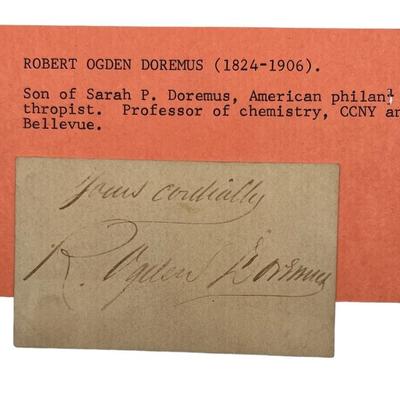 ROBERT OGDEN DOREMUS (1824-1906).
Son of Sarah P. Doremus, American philan-
thropist. Professor of chemistry, CCNY an
Bellevue.
Yours cordially
R. Ogden Doremus